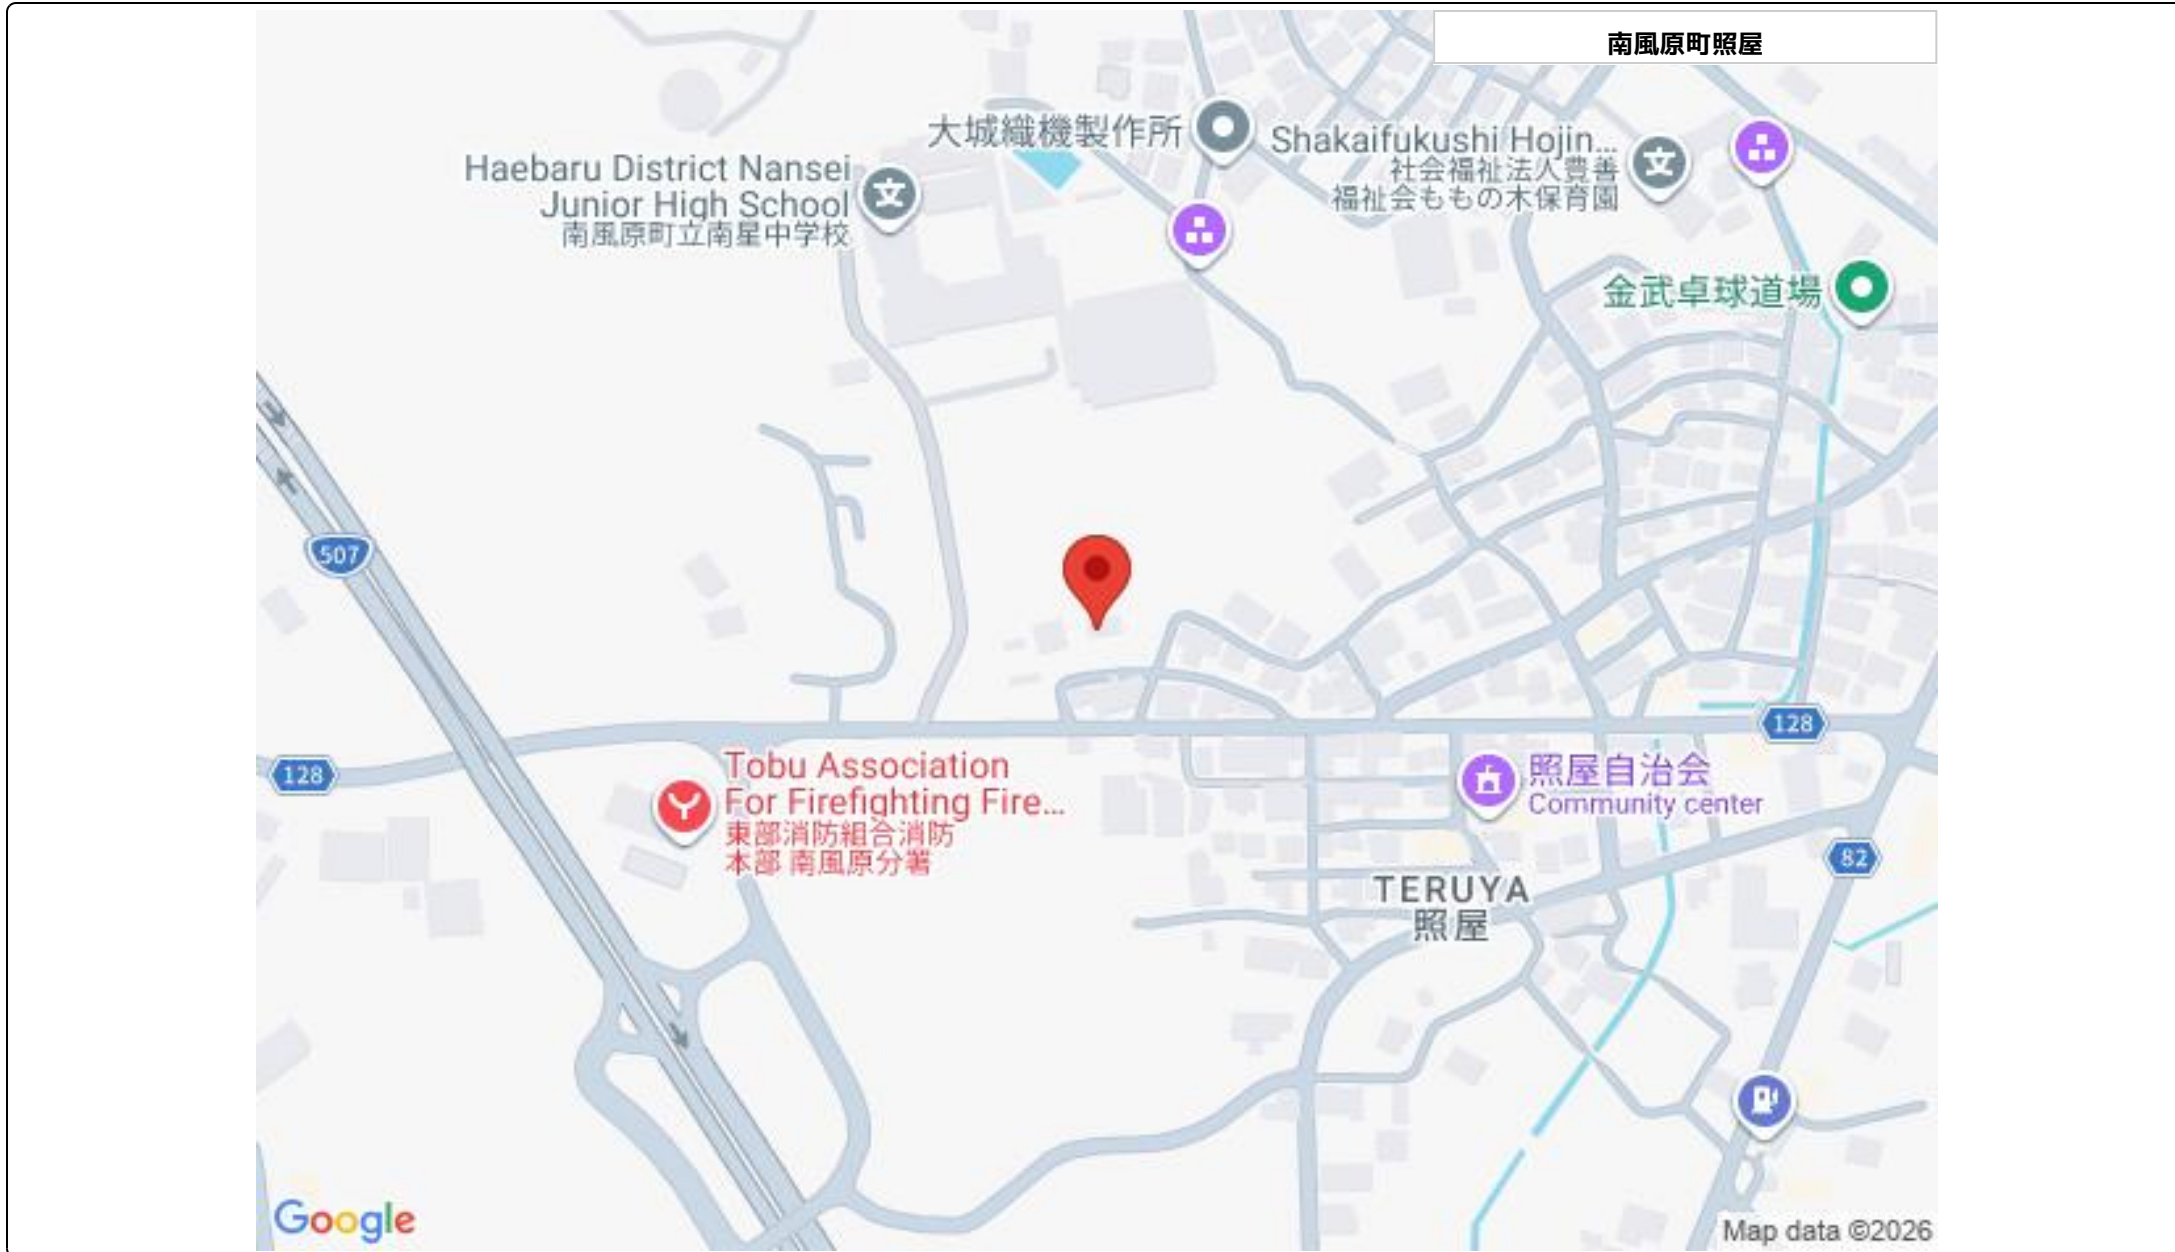 南風原町照屋
大城織機製作所
Shakaifukushi Hojin...
社会福祉法人豊善
福祉会ももの木保育園
Haebaru District Nansei
Junior High School
南風原町立南星中学校
金武卓球道場
507
128
128
Tobu Association
For Firefighting Fire...
東部消防組合消防
本部 南風原分署
照屋自治会
Community center
82
TERUYA
照屋
Google
Map data ©2026